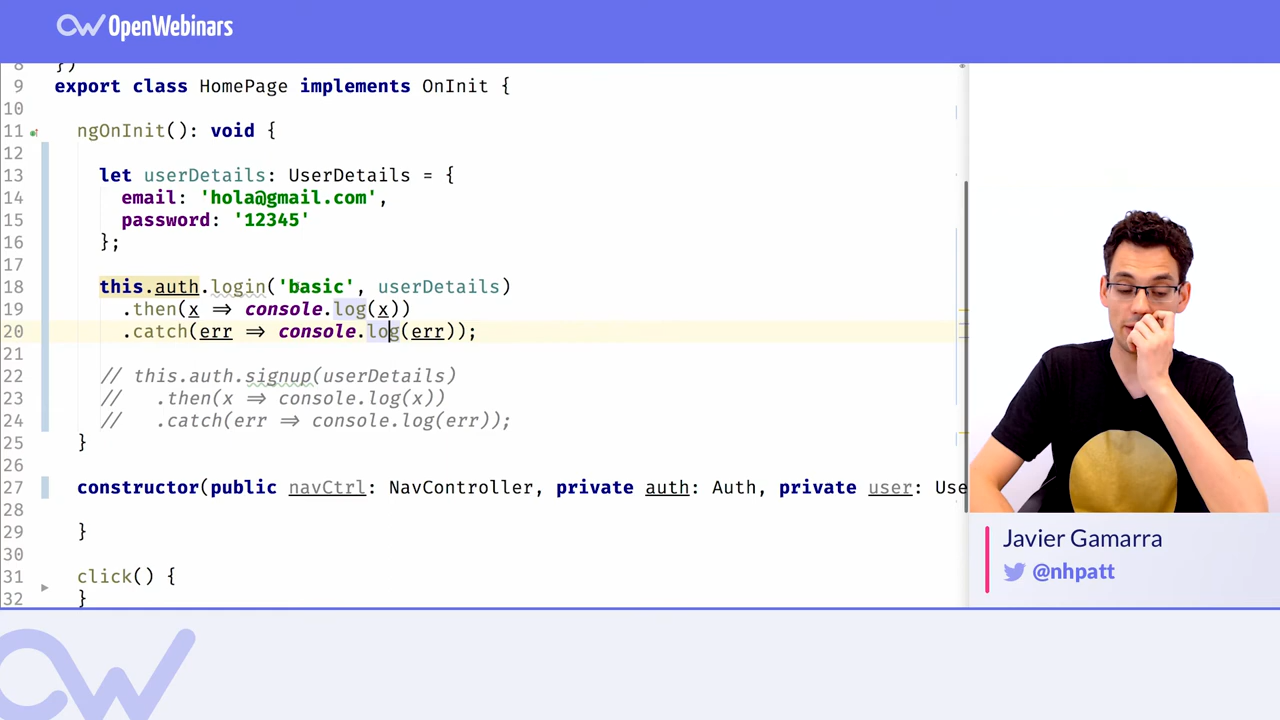 OpenWebinars
8 })
9 export class HomePage implements OnInit {
10
11 ngOnInit(): void {
12
13 let userDetails: UserDetails = {
14 email: 'hola@gmail.com',
15 password: '12345'
16 };
17
18 this.auth.login('basic', userDetails)
19 .then(x => console.log(x))
20 .catch(err => console.log(err));
21
22 // this.auth.signup(userDetails)
23 // .then(x => console.log(x))
24 // .catch(err => console.log(err));
25 }
26
27 constructor(public navCtrl: NavController, private auth: Auth, private user: Use
28
29 }
30
31 click() {
32 }
Javier Gamarra
@nhpatt